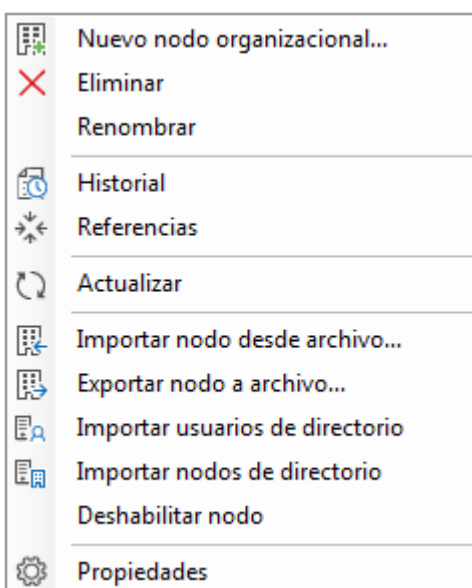 Nuevo nodo organizacional...
Eliminar
Renombrar
Historial
Referencias
Actualizar
Importar nodo desde archivo...
Exportar nodo a archivo...
Importar usuarios de directorio
Importar nodos de directorio
Deshabilitar nodo
Propiedades